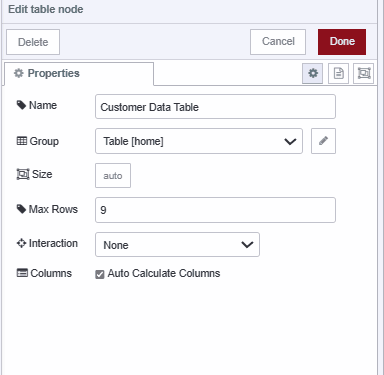 Edit table node
Delete
Cancel
Done
Properties
Name
Customer Data Table
Group
Table [home]
Size
auto
Max Rows
9
Interaction
None
Columns
Auto Calculate Columns